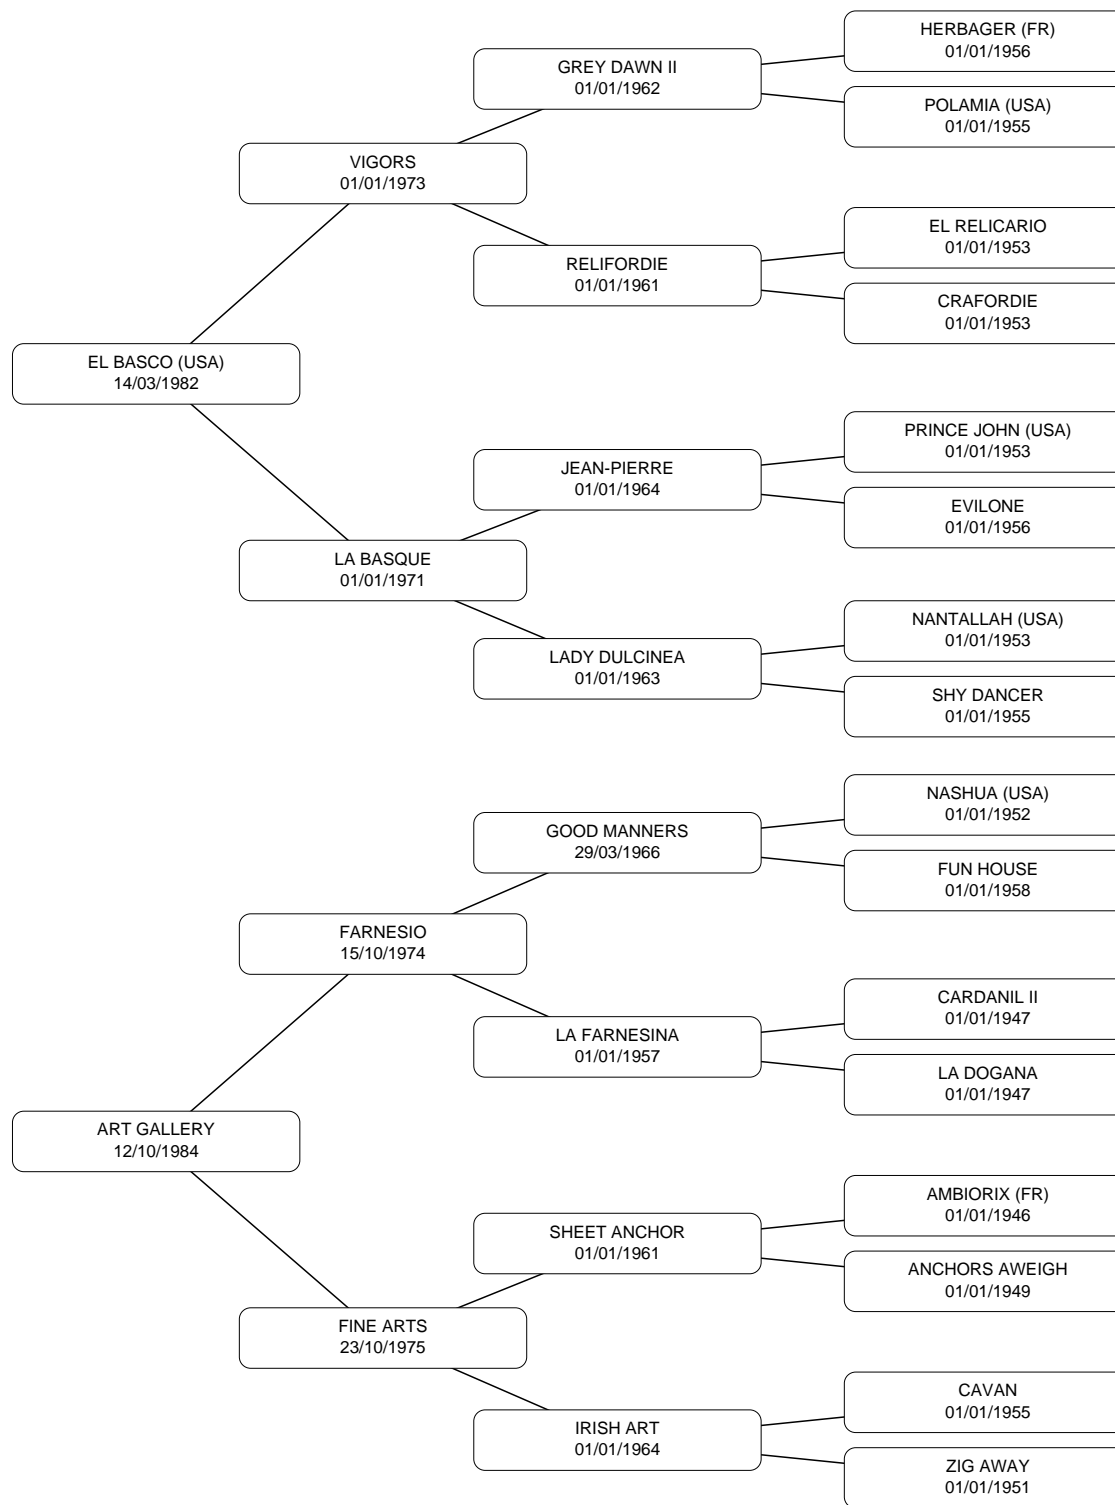 HERBAGER (FR)
01/01/1956
GREY DAWN II
01/01/1962
POLAMIA (USA)
01/01/1955
VIGORS
01/01/1973
EL RELICARIO
01/01/1953
RELIFORDIE
01/01/1961
CRAFORDIE
01/01/1953
EL BASCO (USA)
14/03/1982
PRINCE JOHN (USA)
01/01/1953
JEAN-PIERRE
01/01/1964
EVILONE
01/01/1956
LA BASQUE
01/01/1971
NANTALLAH (USA)
01/01/1953
LADY DULCINEA
01/01/1963
SHY DANCER
01/01/1955
NASHUA (USA)
01/01/1952
GOOD MANNERS
29/03/1966
FUN HOUSE
01/01/1958
FARNESIO
15/10/1974
CARDANIL II
01/01/1947
LA FARNESINA
01/01/1957
LA DOGANA
01/01/1947
ART GALLERY
12/10/1984
AMBIORIX (FR)
01/01/1946
SHEET ANCHOR
01/01/1961
ANCHORS AWEIGH
01/01/1949
FINE ARTS
23/10/1975
CAVAN
01/01/1955
IRISH ART
01/01/1964
ZIG AWAY
01/01/1951